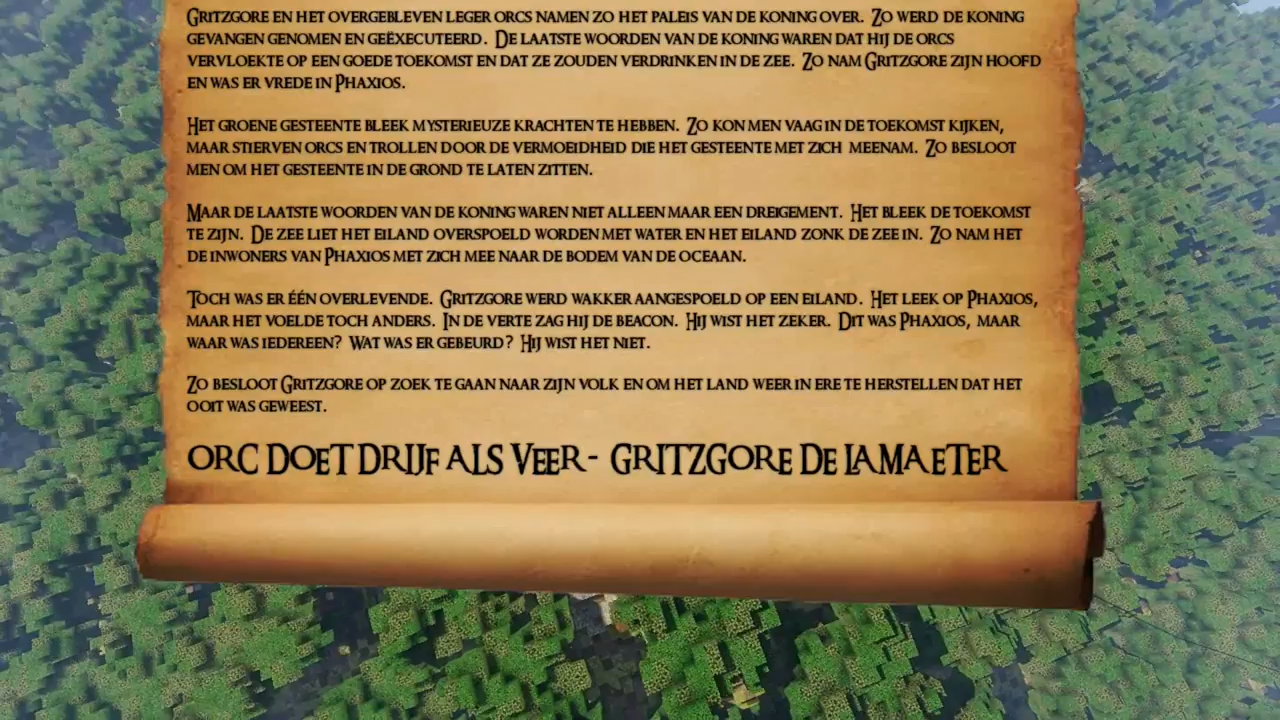 Gritzgore en het overgebleven leger orcs namen zo het paleis van de koning over. Zo werd de koning
gevangen genomen en geëxecuteerd. De laatste woorden van de koning waren dat hij de orcs
vervloekte op een goede toekomst en dat ze zouden verdrinken in de zee. Zo nam Gritzgore zijn hoofd
en was er vrede in Phaxios.
Het groene gesteente bleek mysterieuze krachten te hebben. Zo kon men vaag in de toekomst kijken,
maar stierven orcs en trollen door de vermoeidheid die het gesteente met zich meenam. Zo besloot
men om het gesteente in de grond te laten zitten.
Maar de laatste woorden van de koning waren niet alleen maar een dreigement. Het bleek de toekomst
te zijn. De zee liet het eiland overspoeld worden met water en het eiland zonk de zee in. Zo nam het
de inwoners van Phaxios met zich mee naar de bodem van de oceaan.
Toch was er één overlevende. Gritzgore werd wakker aangespoeld op een eiland. Het leek op Phaxios,
maar het voelde toch anders. In de verte zag hij de beacon. Hij wist het zeker. Dit was Phaxios, maar
waar was iedereen? Wat was er gebeurd? Hij wist het niet.
Zo besloot Gritzgore op zoek te gaan naar zijn volk en om het land weer in ere te herstellen dat het
ooit was geweest.
Orc Doet Drijf Als Veer - Gritzgore De Lamaeter